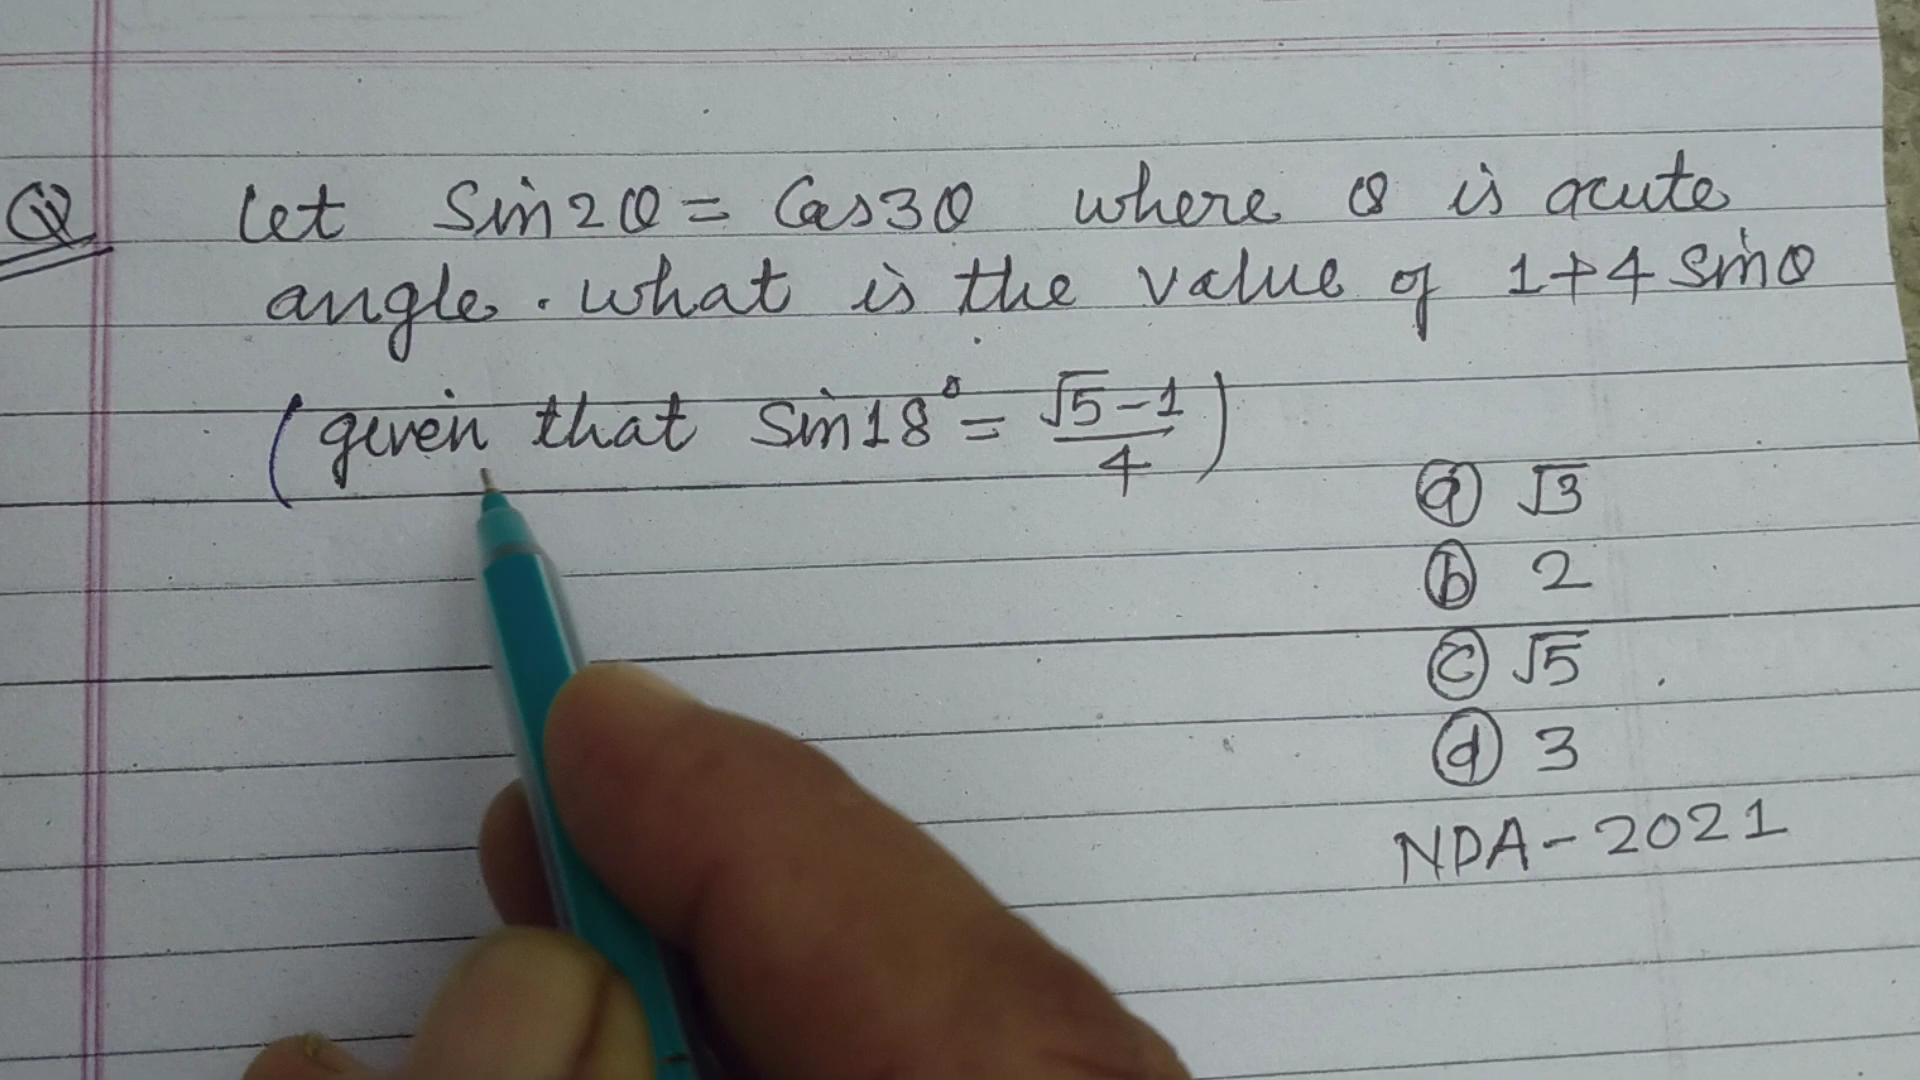 Q Let Sin2θ = Cos3θ where θ is acute
angle. what is the value of 1+4 Sinθ
(given that Sin18° = √5-1/4)
ⓐ √3
ⓑ 2
ⓒ √5
ⓓ 3
NDA-2021